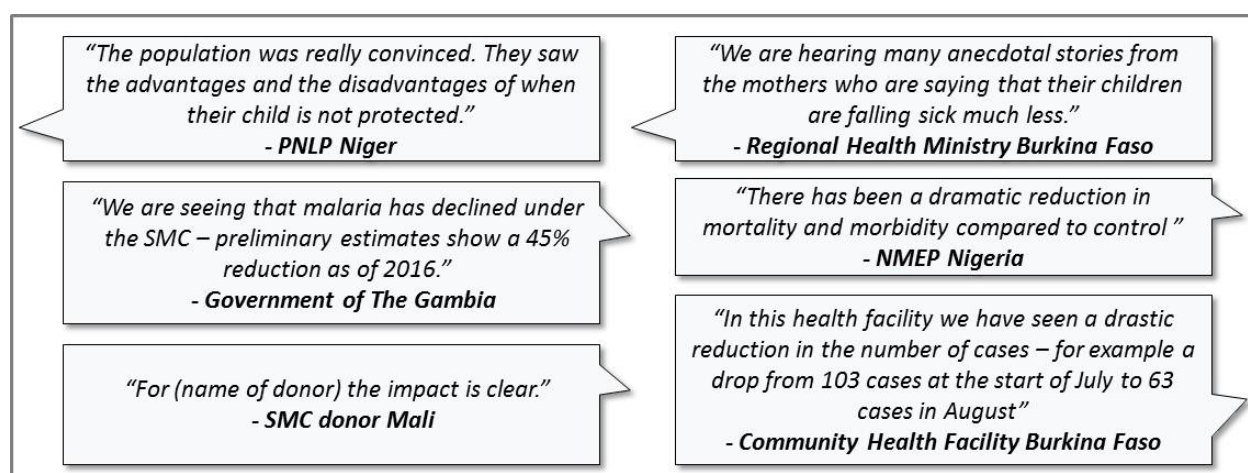 “The population was really convinced. They saw
the advantages and the disadvantages of when
their child is not protected.”
- PNLP Niger
“We are seeing that malaria has declined under
the SMC – preliminary estimates show a 45%
reduction as of 2016.”
- Government of The Gambia
“For (name of donor) the impact is clear.”
- SMC donor Mali
“We are hearing many anecdotal stories from
the mothers who are saying that their children
are falling sick much less.”
- Regional Health Ministry Burkina Faso
“There has been a dramatic reduction in
mortality and morbidity compared to control ”
- NMEP Nigeria
“In this health facility we have seen a drastic
reduction in the number of cases – for example a
drop from 103 cases at the start of July to 63
cases in August”
- Community Health Facility Burkina Faso